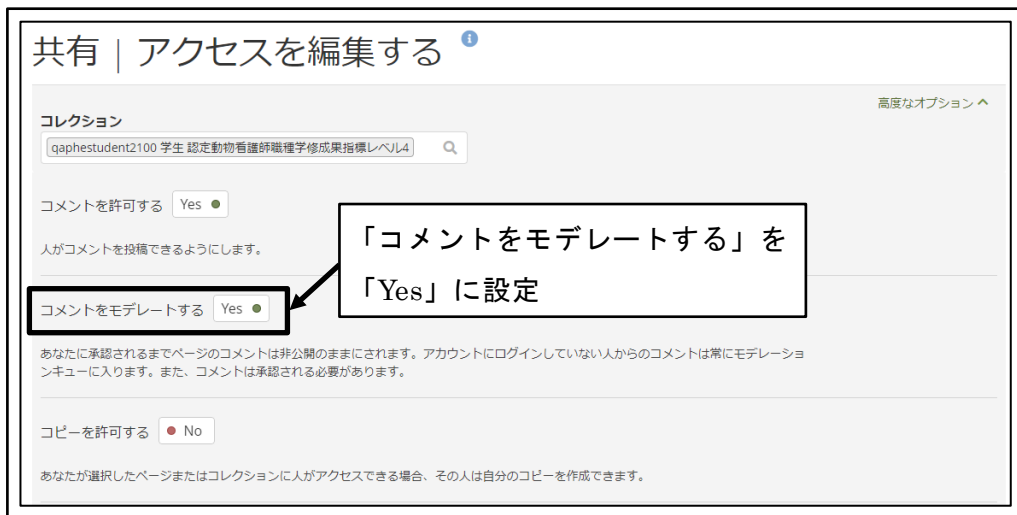 共有 | アクセスを編集する
高度なオプション
コレクション
qaphestudent2100 学生 認定動物看護師職種学修成果指標レベル4
コメントを許可する Yes
人がコメントを投稿できるようにします。
「コメントをモデレートする」を
「Yes」に設定
コメントをモデレートする Yes
あなたに承認されるまでページのコメントは非公開のままにされます。アカウントにログインしていない人からのコメントは常にモデレーショ
ンキューに入ります。また、コメントは承認される必要があります。
コピーを許可する No
あなたが選択したページまたはコレクションに人がアクセスできる場合、その人は自分のコピーを作成できます。